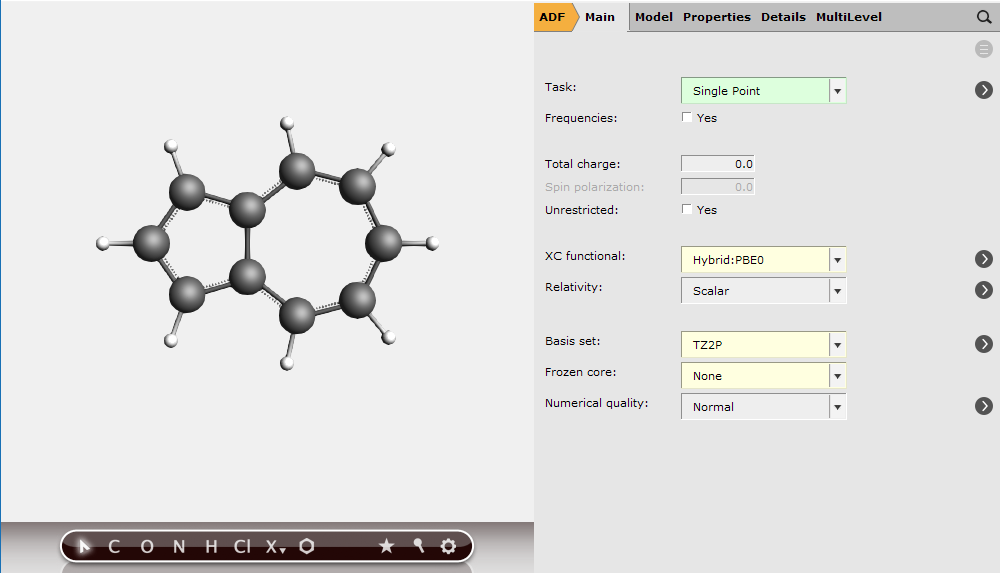 ADF Main Model Properties Details MultiLevel
Task: Single Point
Frequencies: Yes
Total charge: 0.0
Spin polarization: 0.0
Unrestricted: Yes
XC functional: Hybrid:PBE0
Relativity: Scalar
Basis set: TZ2P
Frozen core: None
Numerical quality: Normal
C O N H Cl X